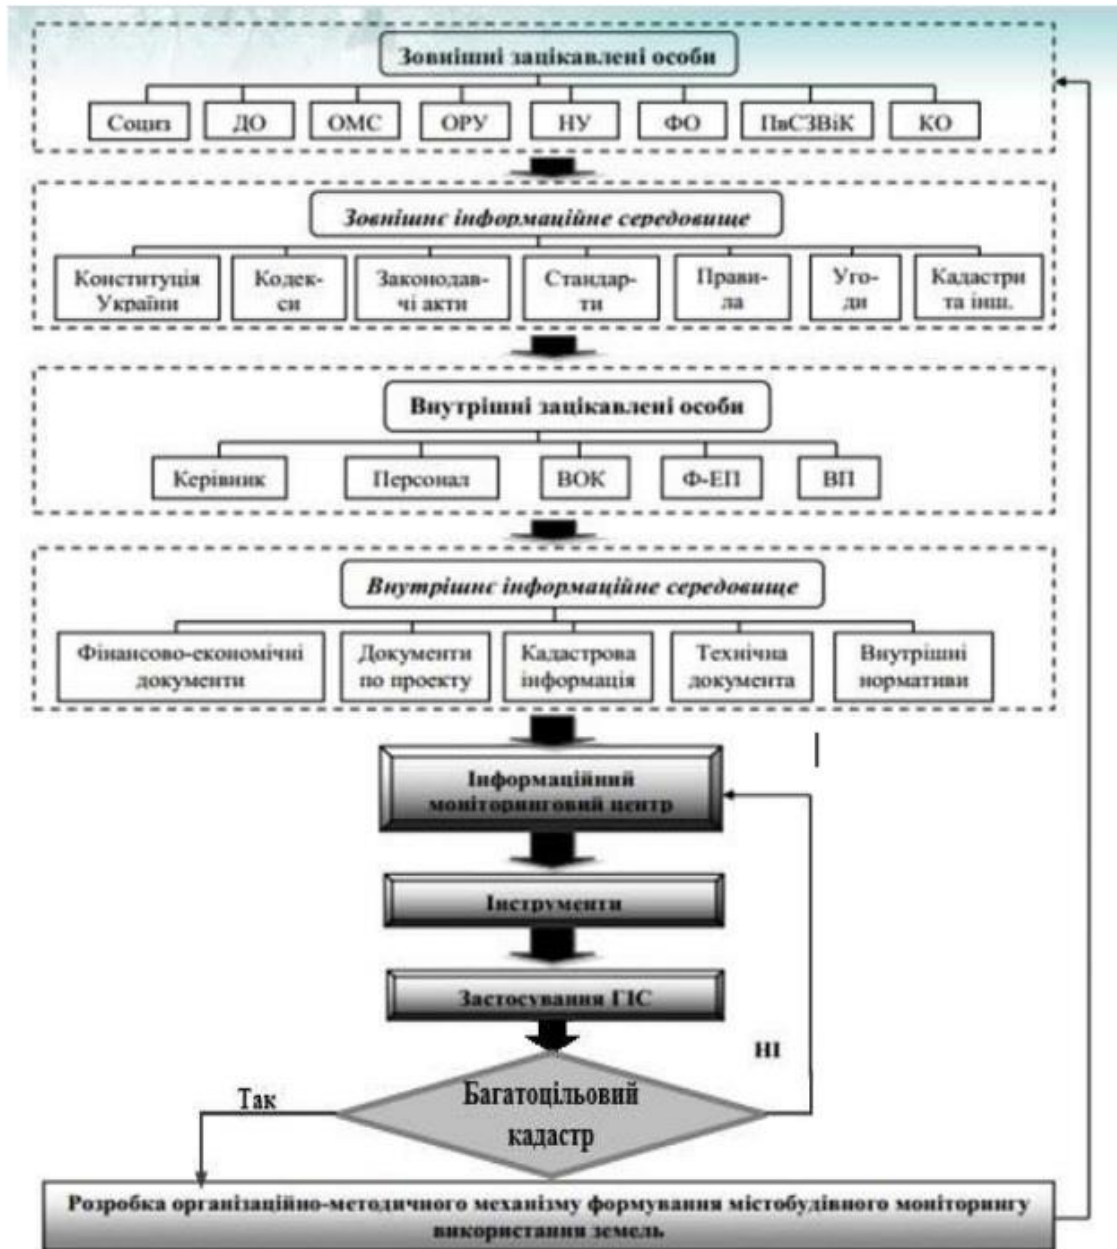 Зовнішні зацікавлені особи
Социз ДО ОМС ОРУ НУ ФО ПвСЗВіК КО
Зовнішнє інформаційне середовище
Конституція України
Кодек-
си
Законодав-
чі акти
Стандар-
ти
Прави-
ла
Уго-
ди
Кадастри
та інш.
Внутрішні зацікавлені особи
Керівник Персонал ВОК Ф-ЕП ВП
Внутрішнє інформаційне середовище
Фінансово-економічні
документи
Документи
по проекту
Кадастрова
інформація
Технічна
документа
Внутрішні
нормативи
Інформаційний
моніторинговий центр
Інструменти
Застосування ГІС
НІ
Так
Багатоцільовий
кадастр
Розробка організаційно-методичного механізму формування містобудівного моніторингу
використання земель